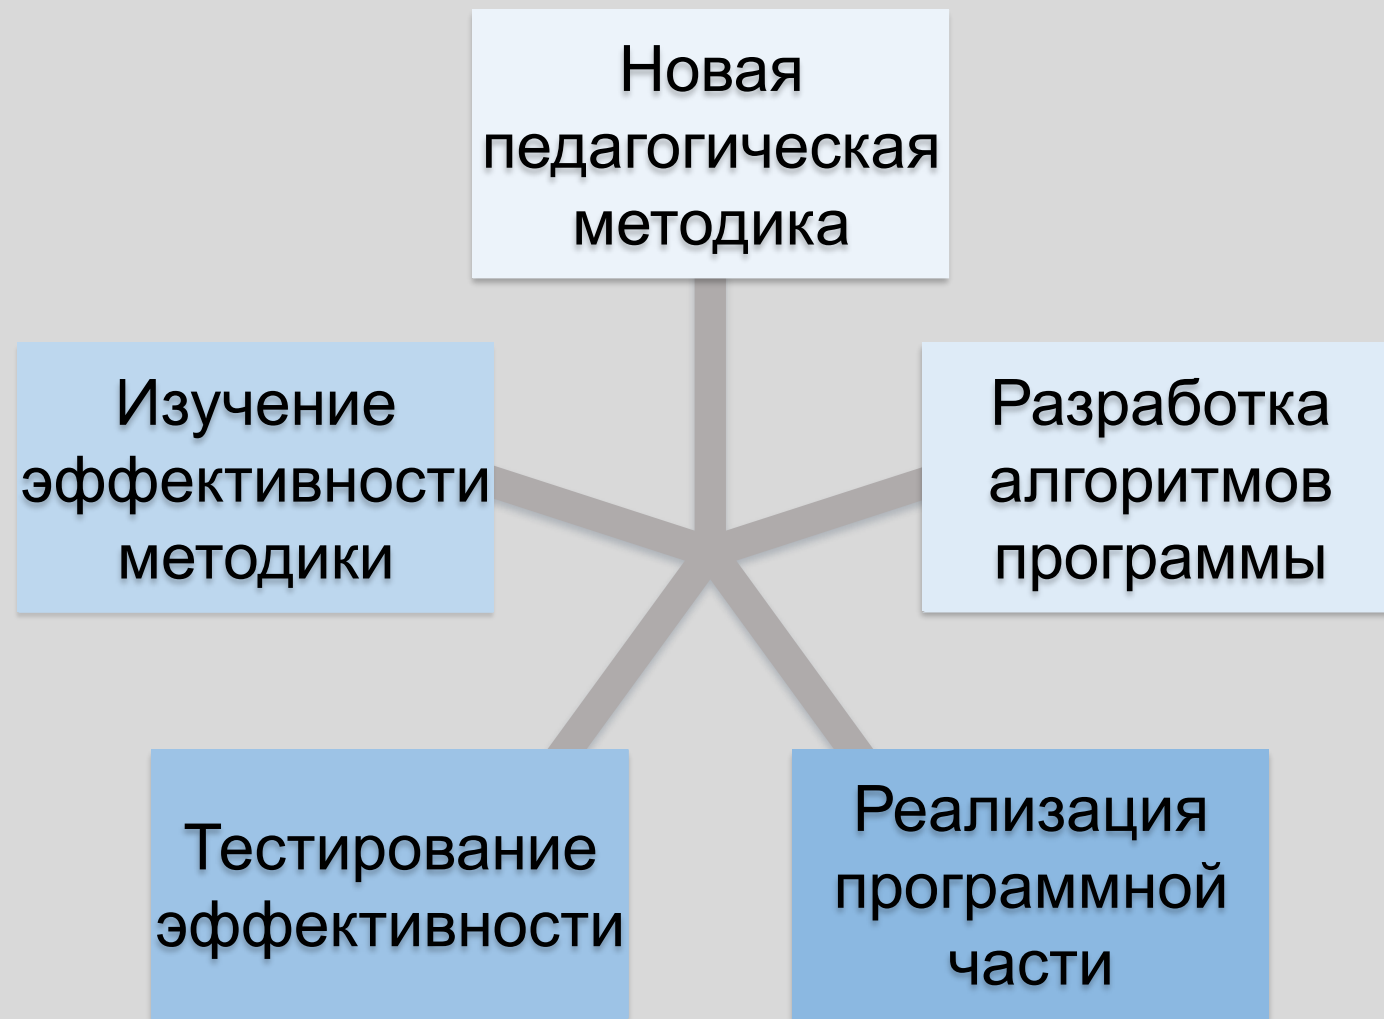 Новая
педагогическая
методика
Изучение
эффективности
методики
Разработка
алгоритмов
программы
Тестирование
эффективности
Реализация
программной
части